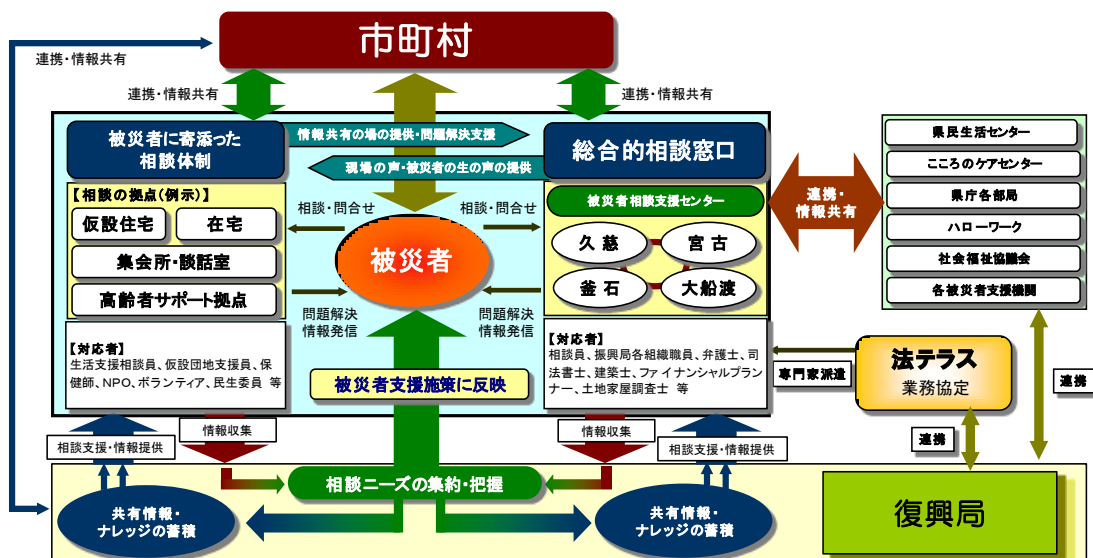 市町村
連携・情報共有
連携・情報共有
連携・情報共有
被災者に寄添った
相談体制
情報共有の場の提供・問題解決支援
現場の声・被災者の生の声の提供
総合的相談窓口
【相談の拠点(例示)】
仮設住宅
在宅
集会所・談話室
高齢者サポート拠点
相談・問合せ
相談・問合せ
被災者
問題解決
情報発信
問題解決
情報発信
被災者相談支援センター
久慈
宮古
釜石
大船渡
連携・
情報共有
県民生活センター
こころのケアセンター
県庁各部局
ハローワーク
社会福祉協議会
各被災者支援機関
【対応者】
生活支援相談員、仮設団地支援員、保
健師、NPO、ボランティア、民生委員 等
被災者支援施策に反映
【対応者】
相談員、振興局各組織職員、弁護士、司
法書士、建築士、ファイナンシャルプラン
ナー、土地家屋調査士 等
専門家派遣
法テラス
業務協定
連携
連携
相談支援・情報提供
情報収集
情報収集
相談支援・情報提供
相談ニーズの集約・把握
共有情報・
ナレッジの蓄積
共有情報・
ナレッジの蓄積
復興局